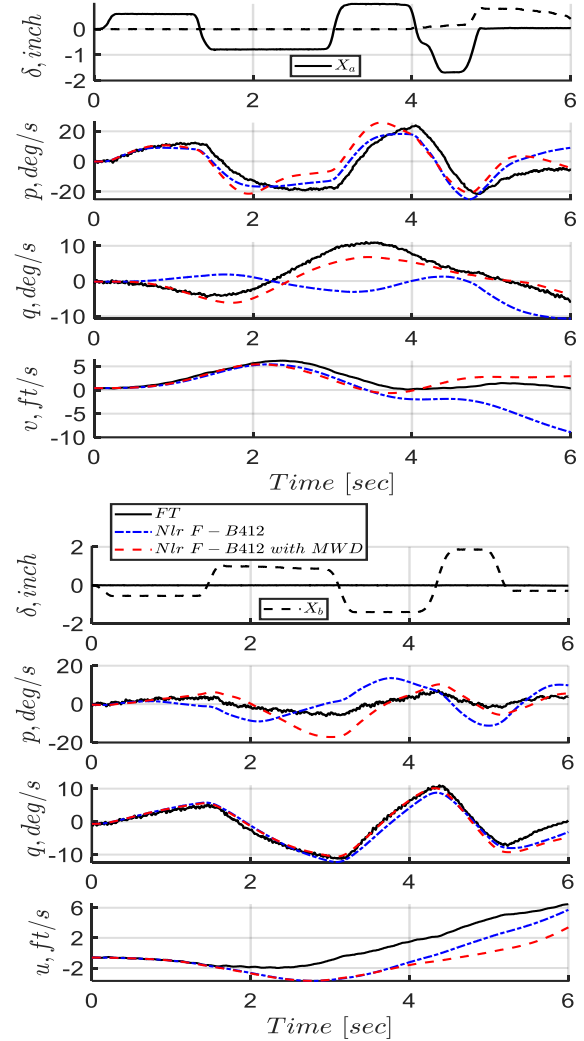 δ, inch
0
-1
-2
X_a
0 2 4 6
p, deg/s
20
0
-20
0 2 4 6
q, deg/s
10
0
-10
0 2 4 6
v, ft/s
5
0
-5
-10
0 2 4 6
Time [sec]
FT
Nlr F − B412
Nlr F − B412 with MWD
δ, inch
2
0
-2
X_b
0 2 4 6
p, deg/s
20
0
-20
0 2 4 6
q, deg/s
10
0
-10
0 2 4 6
u, ft/s
6
2
-2
0 2 4 6
Time [sec]